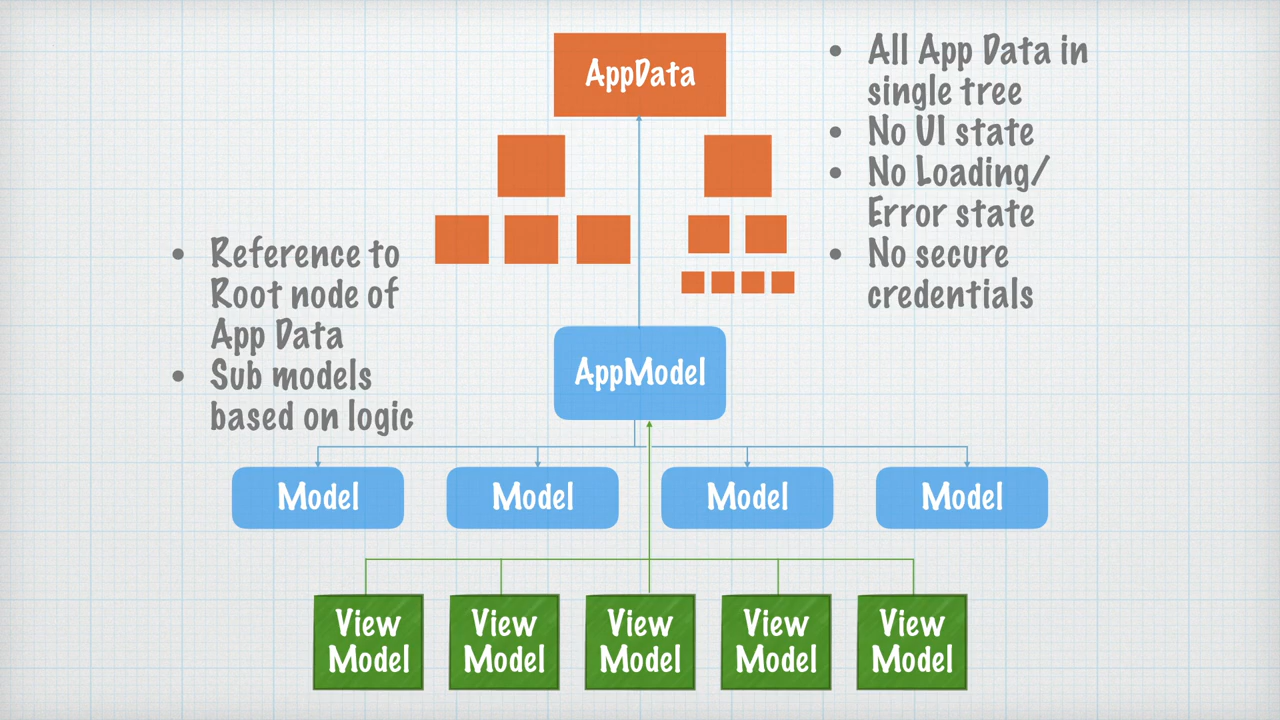 AppData
• All App Data in
single tree
• No UI state
• No Loading/
Error state
• No secure
credentials
• Reference to
Root node of
App Data
• Sub models
based on logic
AppModel
Model
Model
Model
Model
View
Model
View
Model
View
Model
View
Model
View
Model